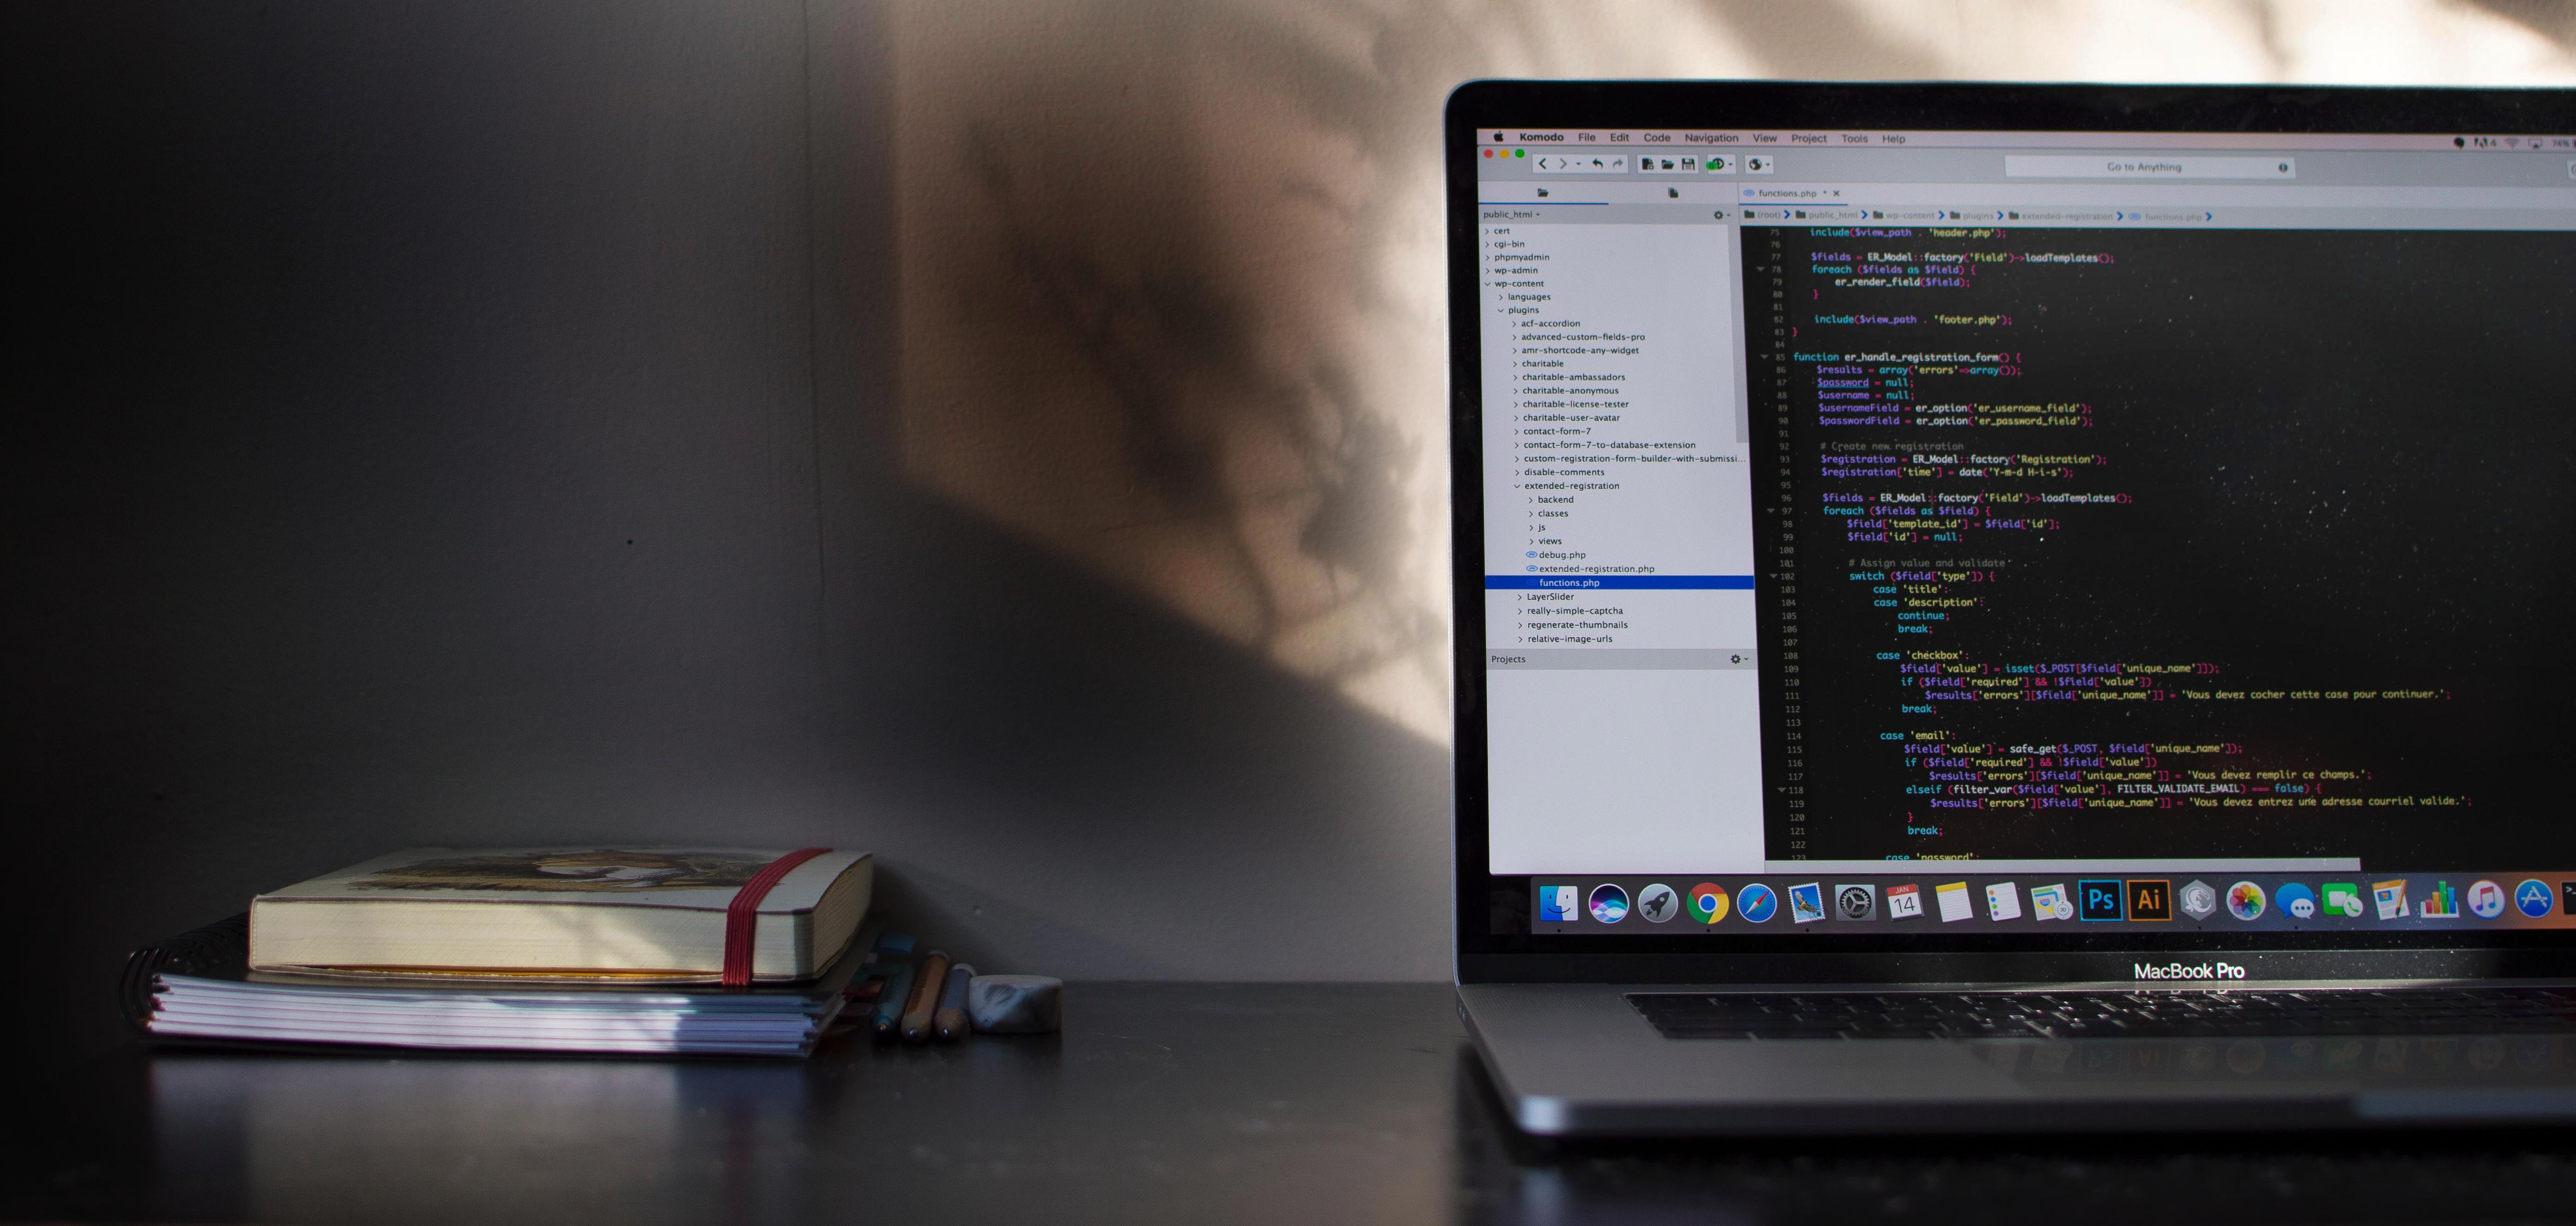 Komodo File Edit Code Navigation View Project Tools Help
74%
Go to Anything
functions.php * ×
public_html
(root) public_html wp-content plugins extended-registration functions.php
cert
cgi-bin
phpmyadmin
wp-admin
wp-content
languages
plugins
acf-accordion
advanced-custom-fields-pro
amr-shortcode-any-widget
charitable
charitable-ambassadors
charitable-anonymous
charitable-license-tester
charitable-user-avatar
contact-form-7
contact-form-7-to-database-extension
custom-registration-form-builder-with-submissi...
disable-comments
extended-registration
backend
classes
js
views
debug.php
extended-registration.php
functions.php
LayerSlider
really-simple-captcha
regenerate-thumbnails
relative-image-urls
Projects
75 include($view_path . 'header.php');
76
77 $fields = ER_Model::factory('Field')->loadTemplates();
78 foreach ($fields as $field) {
79 er_render_field($field);
80 }
81
82 include($view_path . 'footer.php');
83 }
84
85 function er_handle_registration_form() {
86 $results = array('errors'=>array());
87 $password = null;
88 $username = null;
89 $usernameField = er_option('er_username_field');
90 $passwordField = er_option('er_password_field');
91
92 # Create new registration
93 $registration = ER_Model::factory('Registration');
94 $registration['time'] = date('Y-m-d H-i-s');
95
96 $fields = ER_Model::factory('Field')->loadTemplates();
97 foreach ($fields as $field) {
98 $field['template_id'] = $field['id'];
99 $field['id'] = null;
100
101 # Assign value and validate
102 switch ($field['type']) {
103 case 'title':
104 case 'description':
105 continue;
106 break;
107
108 case 'checkbox':
109 $field['value'] = isset($_POST[$field['unique_name']]);
110 if ($field['required'] && !$field['value'])
111 $results['errors'][$field['unique_name']] = 'Vous devez cocher cette case pour continuer.';
112 break;
113
114 case 'email':
115 $field['value'] = safe_get($_POST, $field['unique_name']);
116 if ($field['required'] && !$field['value'])
117 $results['errors'][$field['unique_name']] = 'Vous devez remplir ce champs.';
118 elseif (filter_var($field['value'], FILTER_VALIDATE_EMAIL) === false) {
119 $results['errors'][$field['unique_name']] = 'Vous devez entrez une adresse courriel valide.';
120 }
121 break;
122
123 case 'password':
JAN
14
Ps
Ai
MacBook Pro